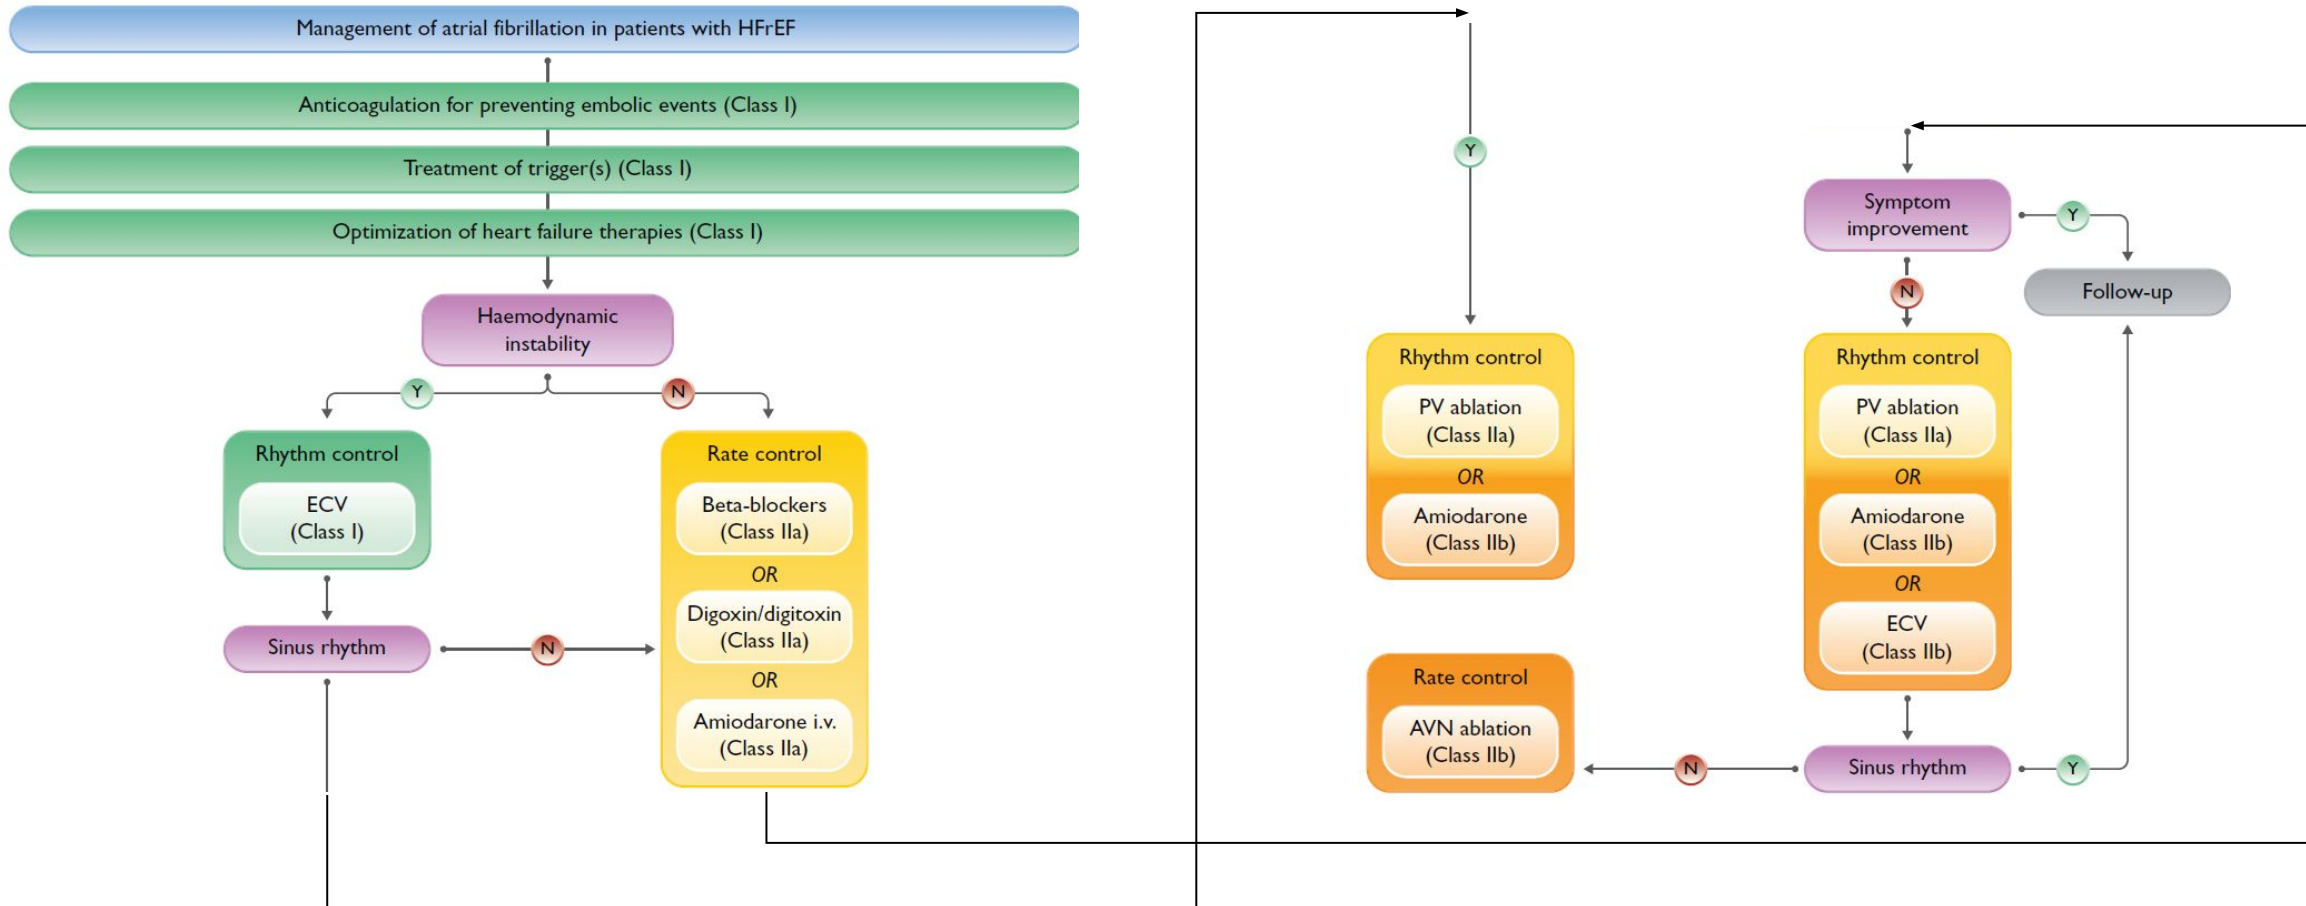 Management of atrial fibrillation in patients with HFrEF
Anticoagulation for preventing embolic events (Class I)
Treatment of trigger(s) (Class I)
Optimization of heart failure therapies (Class I)
Haemodynamic
instability
Y
N
Rhythm control
ECV
(Class I)
Sinus rhythm
N
Rate control
Beta-blockers
(Class IIa)
OR
Digoxin/digitoxin
(Class IIa)
OR
Amiodarone i.v.
(Class IIa)
Y
Rhythm control
PV ablation
(Class IIa)
OR
Amiodarone
(Class IIb)
Symptom
improvement
Y
Follow-up
N
Rhythm control
PV ablation
(Class IIa)
OR
Amiodarone
(Class IIb)
OR
ECV
(Class IIb)
Sinus rhythm
Y
N
Rate control
AVN ablation
(Class IIb)